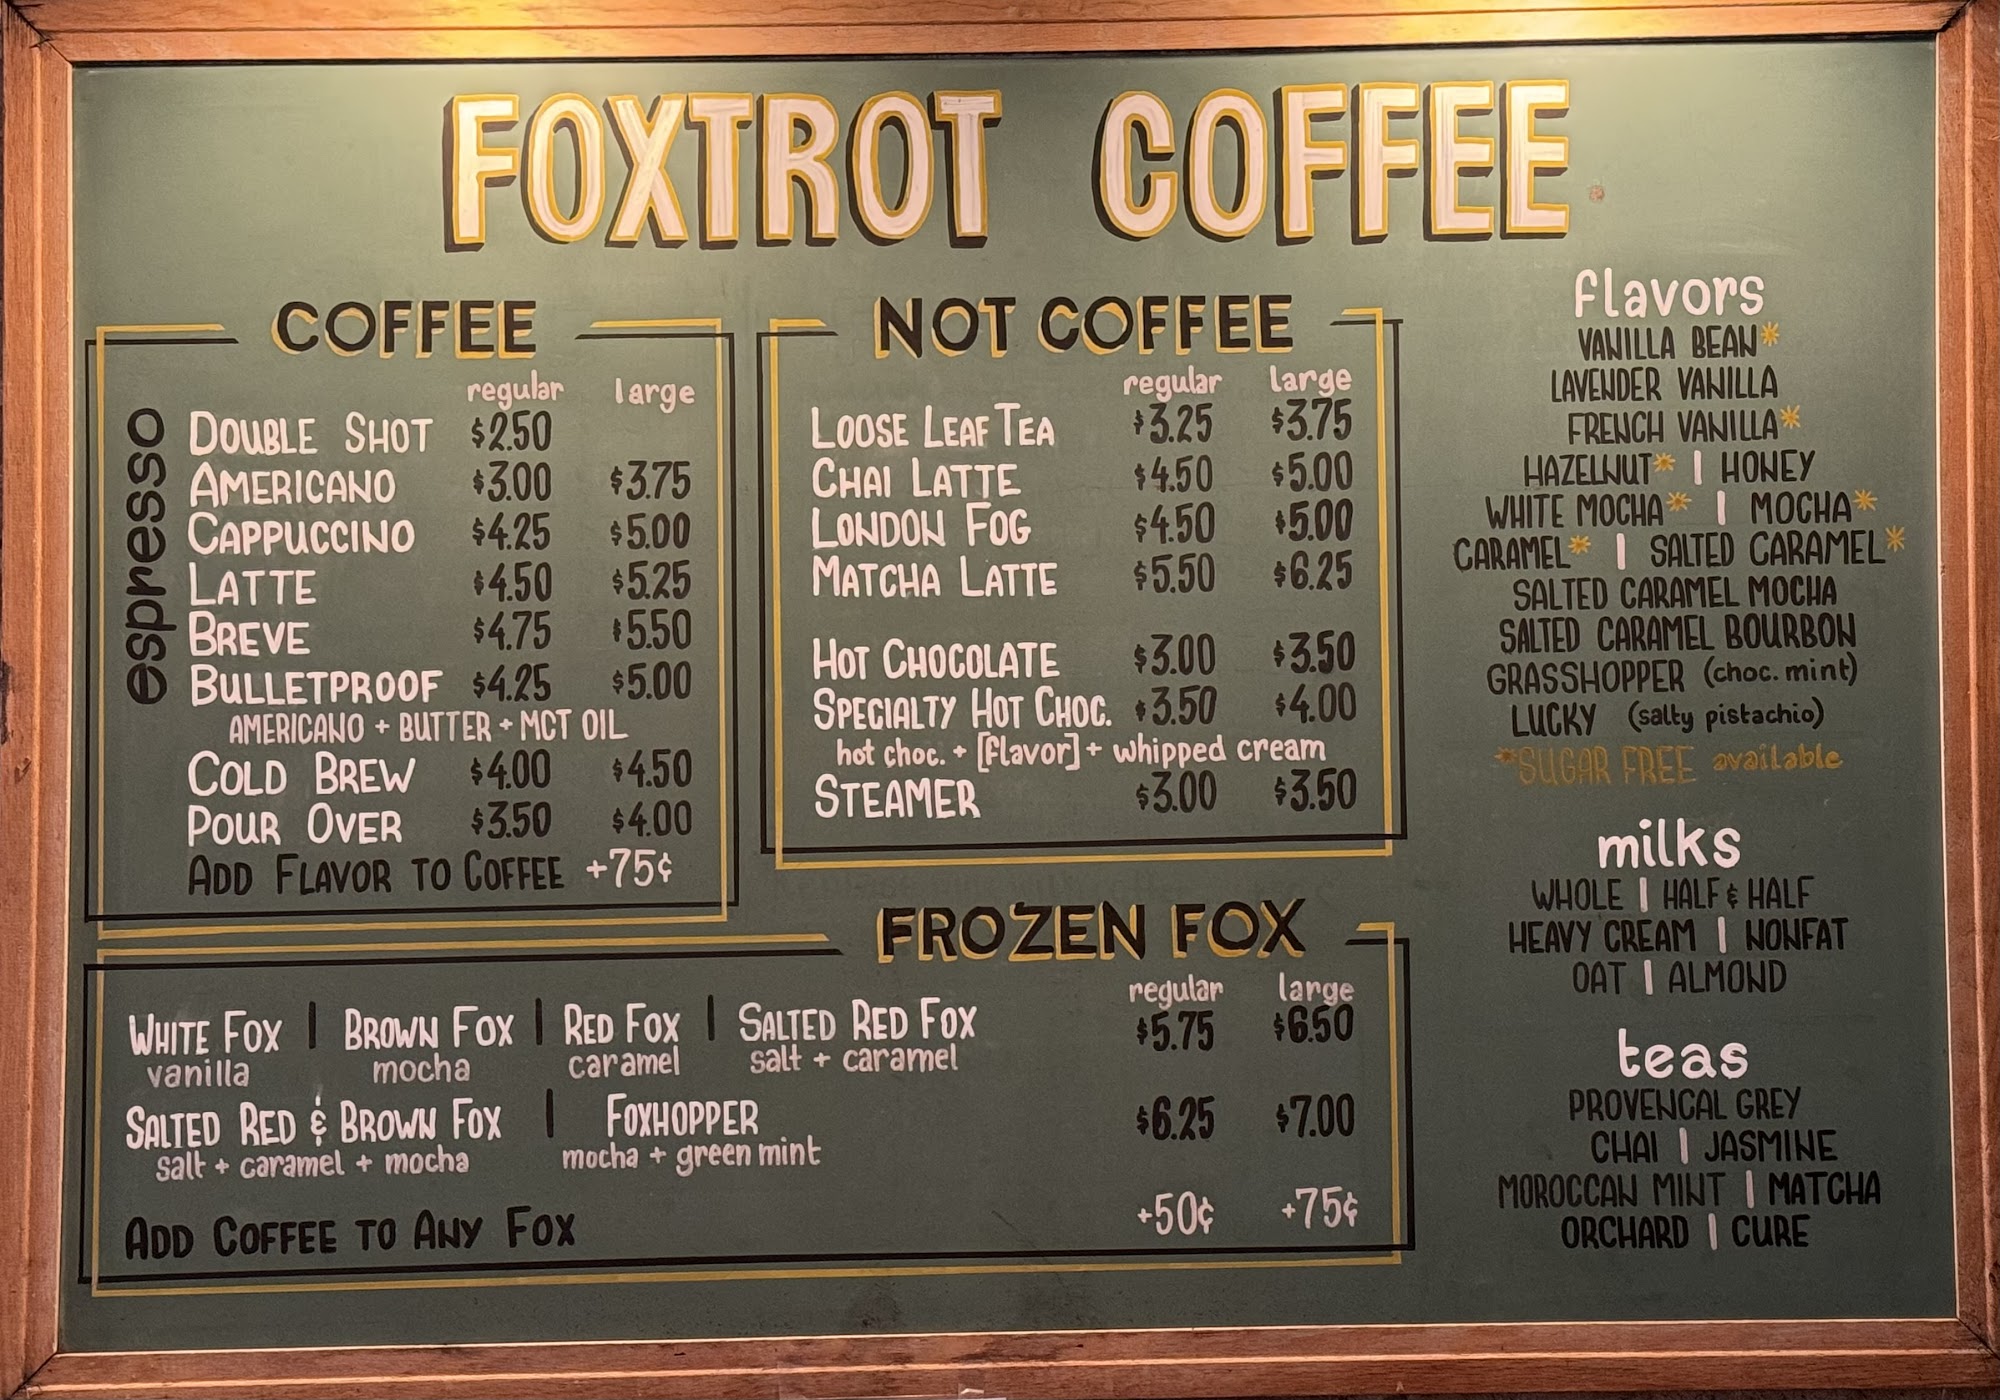 FOXTROT COFFEE
COFFEE
regular large
espresso
DOUBLE SHOT $2.50
AMERICANO $3.00 $3.75
CAPPUCCINO $4.25 $5.00
LATTE $4.50 $5.25
BREVE $4.75 $5.50
BULLETPROOF $4.25 $5.00
AMERICANO + BUTTER + MCT OIL
COLD BREW $4.00 $4.50
POUR OVER $3.50 $4.00
ADD FLAVOR TO COFFEE +75¢
NOT COFFEE
regular large
LOOSE LEAF TEA $3.25 $3.75
CHAI LATTE $4.50 $5.00
LONDON FOG $4.50 $5.00
MATCHA LATTE $5.50 $6.25
HOT CHOCOLATE $3.00 $3.50
SPECIALTY HOT CHOC. $3.50 $4.00
hot choc. + [flavor] + whipped cream
STEAMER $3.00 $3.50
FROZEN FOX
regular large
WHITE FOX | BROWN FOX | RED FOX | SALTED RED FOX $5.75 $6.50
vanilla mocha caramel salt + caramel
SALTED RED & BROWN FOX | FOXHOPPER $6.25 $7.00
salt + caramel + mocha mocha + green mint
ADD COFFEE TO ANY FOX +50¢ +75¢
flavors
VANILLA BEAN*
LAVENDER VANILLA
FRENCH VANILLA*
HAZELNUT* | HONEY
WHITE MOCHA* | MOCHA*
CARAMEL* | SALTED CARAMEL*
SALTED CARAMEL MOCHA
SALTED CARAMEL BOURBON
GRASSHOPPER (choc. mint)
LUCKY (salty pistachio)
*SUGAR FREE available
milks
WHOLE | HALF & HALF
HEAVY CREAM | NONFAT
OAT | ALMOND
teas
PROVENCAL GREY
CHAI | JASMINE
MOROCCAN MINT | MATCHA
ORCHARD | CURE